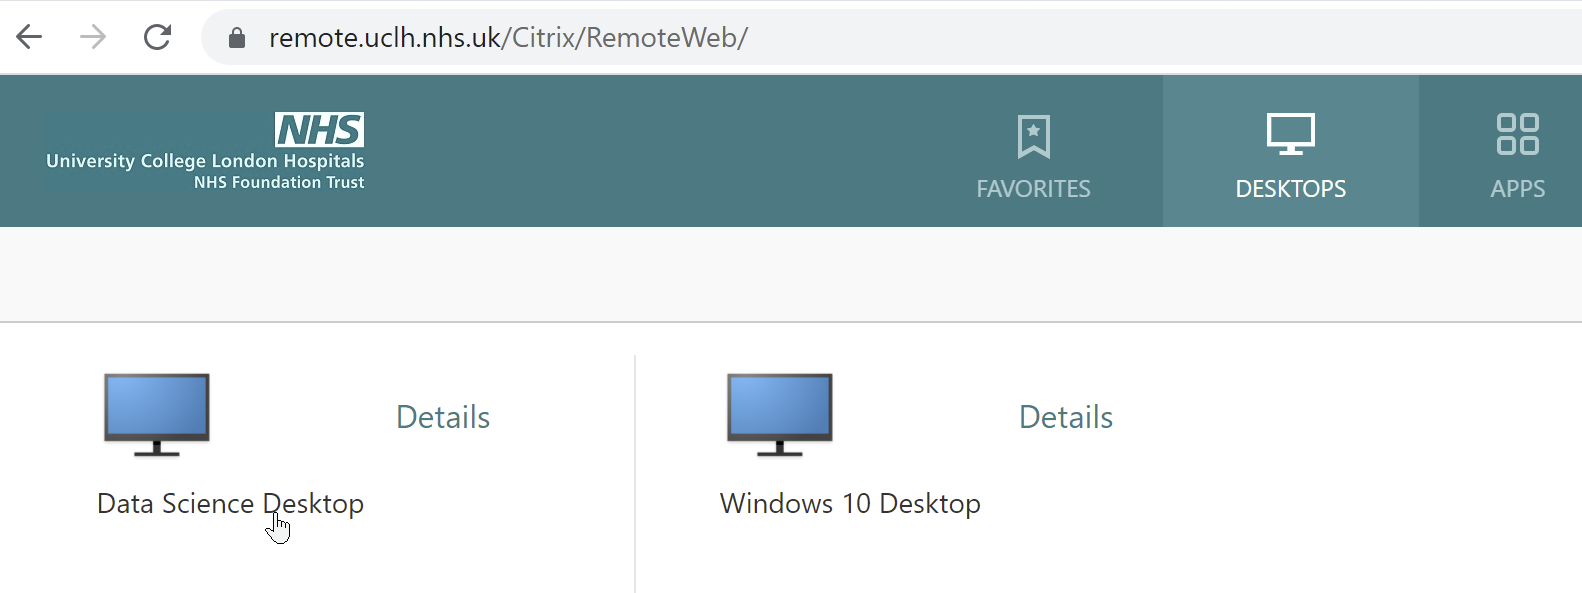 remote.uclh.nhs.uk/Citrix/RemoteWeb/
NHS
University College London Hospitals
NHS Foundation Trust
FAVORITES
DESKTOPS
APPS
Details
Data Science Desktop
Details
Windows 10 Desktop